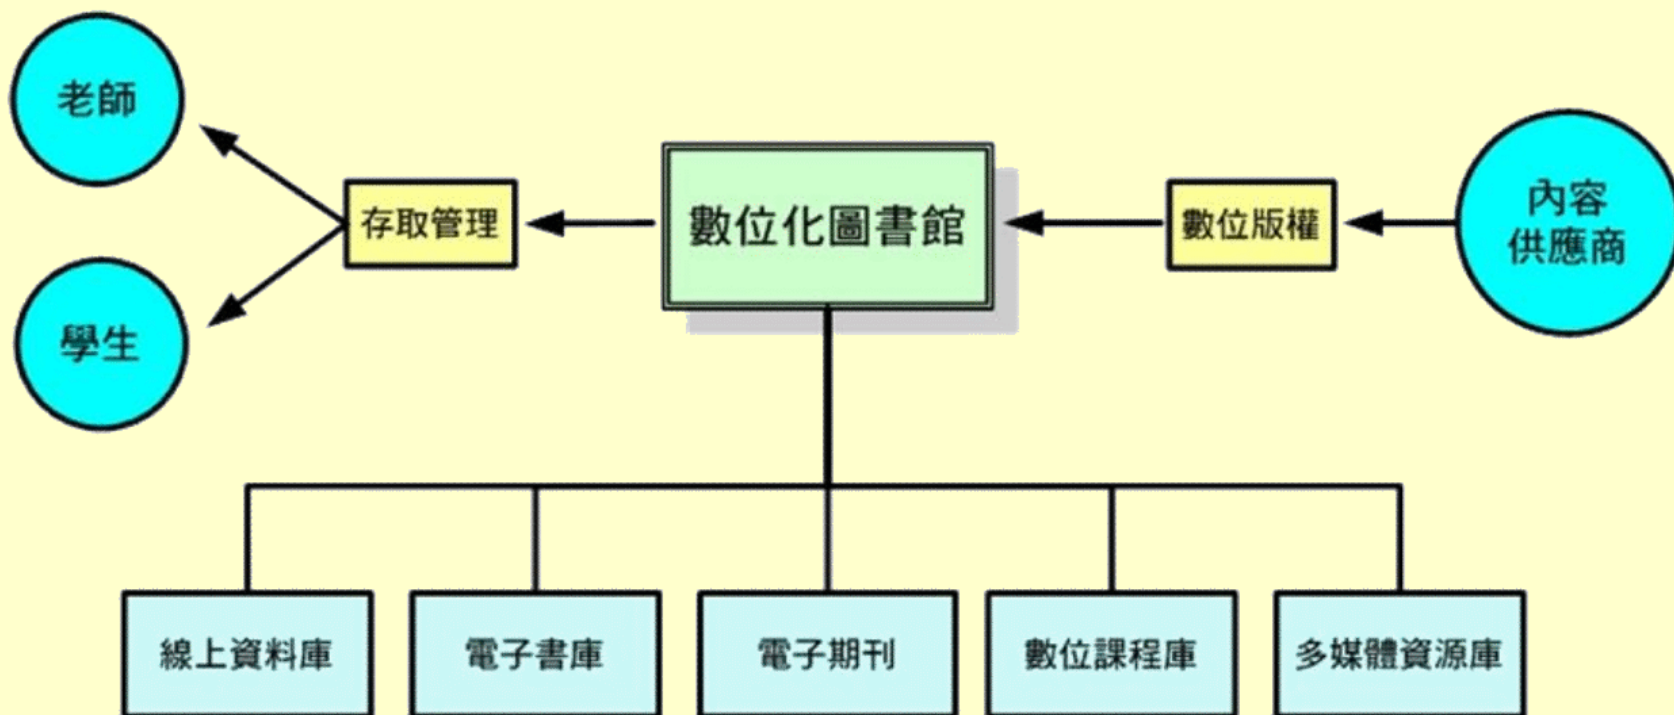 老師
學生
存取管理
數位化圖書館
數位版權
內容
供應商
線上資料庫
電子書庫
電子期刊
數位課程庫
多媒體資源庫